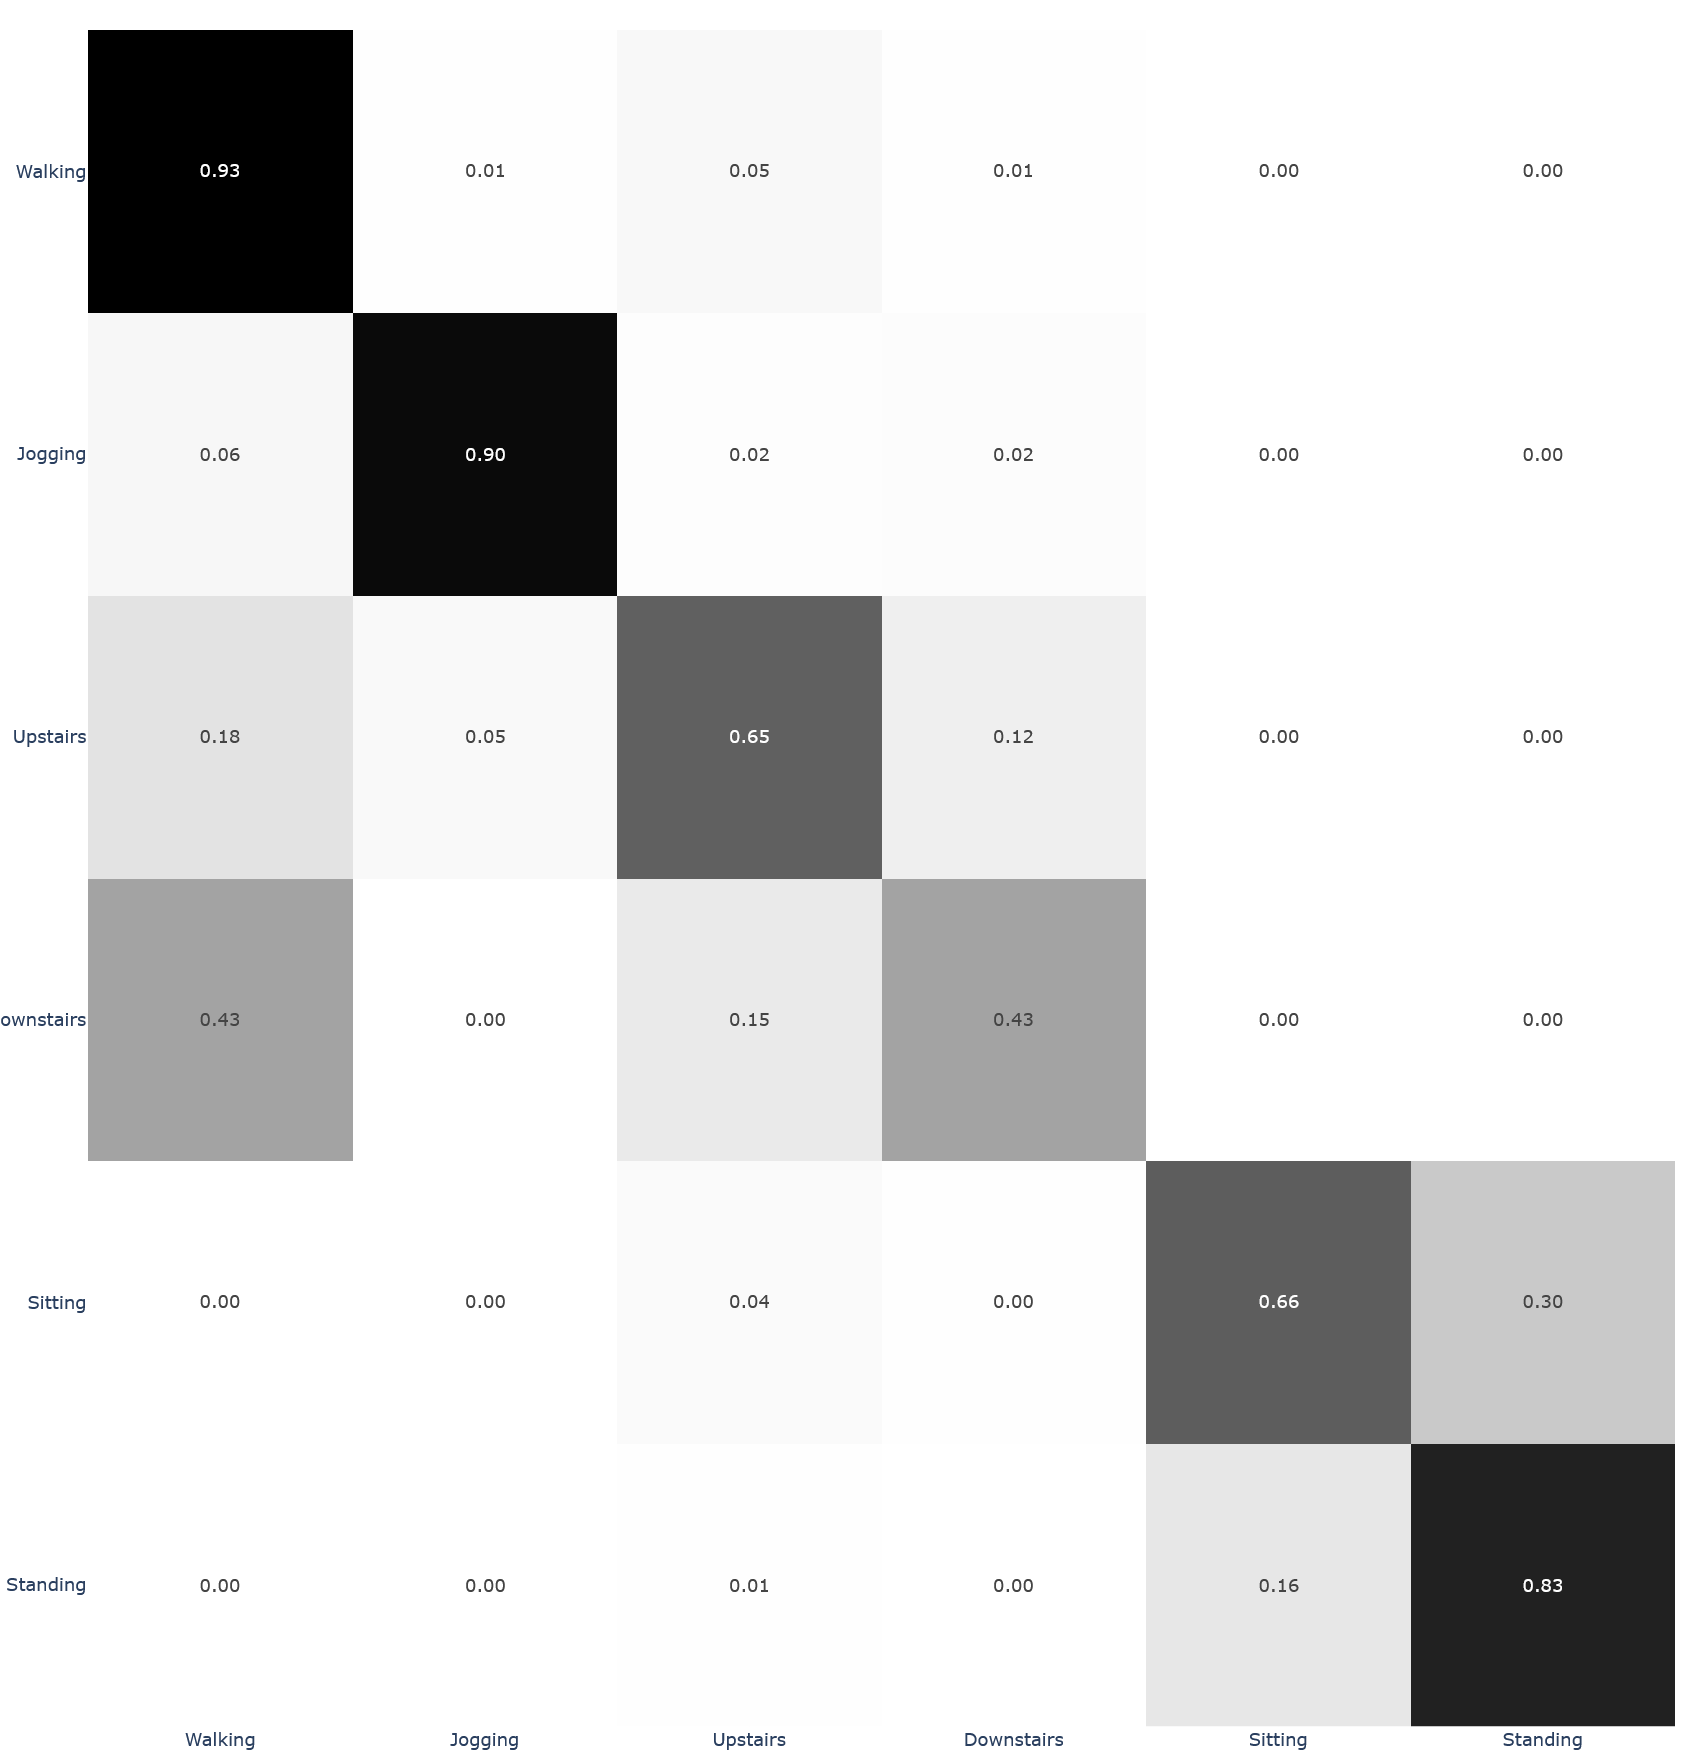 Walking 0.93 0.01 0.05 0.01 0.00 0.00
Jogging 0.06 0.90 0.02 0.02 0.00 0.00
Upstairs 0.18 0.05 0.65 0.12 0.00 0.00
ownstairs 0.43 0.00 0.15 0.43 0.00 0.00
Sitting 0.00 0.00 0.04 0.00 0.66 0.30
Standing 0.00 0.00 0.01 0.00 0.16 0.83
Walking Jogging Upstairs Downstairs Sitting Standing